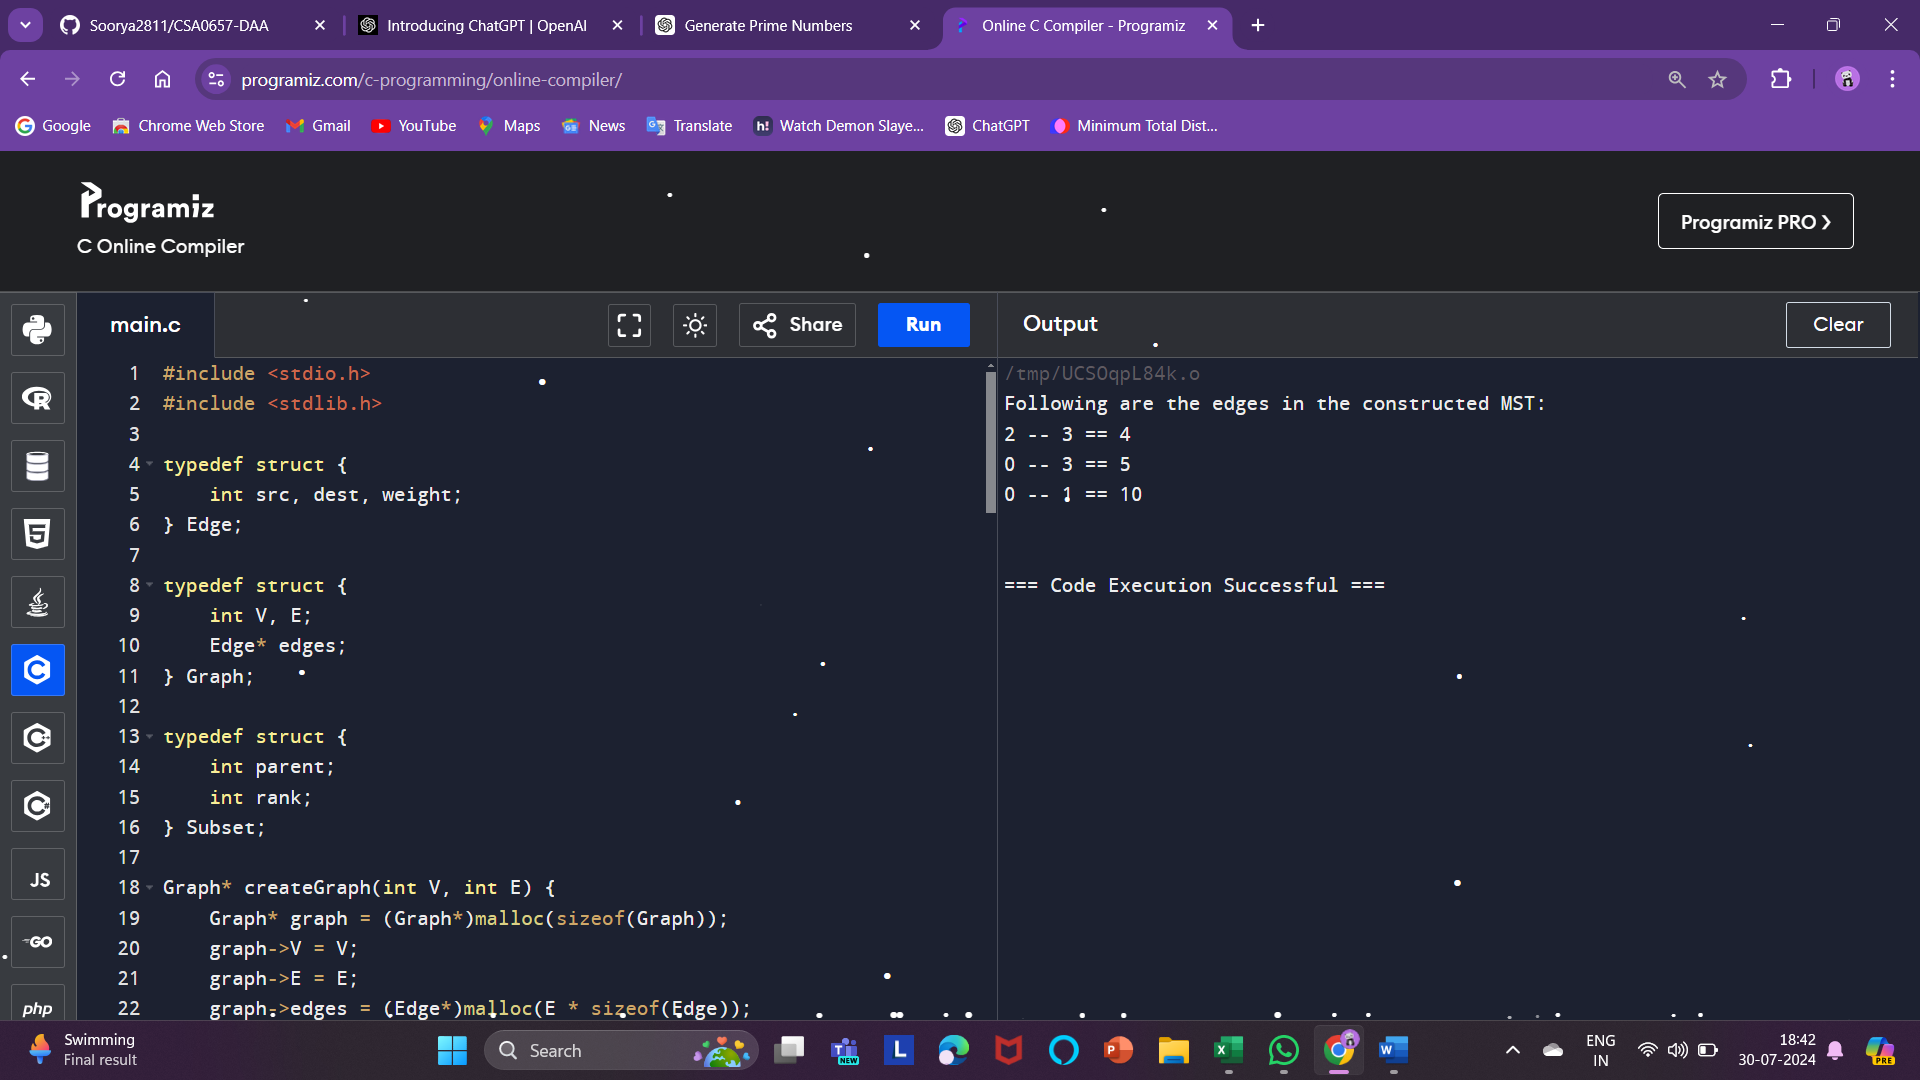 Soorya2811/CSA0657-DAA
Introducing ChatGPT | OpenAI
Generate Prime Numbers
Online C Compiler - Programiz
programiz.com/c-programming/online-compiler/
Google
Chrome Web Store
Gmail
YouTube
Maps
News
Translate
Watch Demon Slaye...
ChatGPT
Minimum Total Dist...
Programiz
C Online Compiler
Programiz PRO ❯
main.c
Share
Run
Output
Clear
1 #include <stdio.h>
2 #include <stdlib.h>
3
4 typedef struct {
5 int src, dest, weight;
6 } Edge;
7
8 typedef struct {
9 int V, E;
10 Edge* edges;
11 } Graph;
12
13 typedef struct {
14 int parent;
15 int rank;
16 } Subset;
17
18 Graph* createGraph(int V, int E) {
19 Graph* graph = (Graph*)malloc(sizeof(Graph));
20 graph->V = V;
21 graph->E = E;
22 graph->edges = (Edge*)malloc(E * sizeof(Edge));
/tmp/UCSOqpL84k.o
Following are the edges in the constructed MST:
2 -- 3 == 4
0 -- 3 == 5
0 -- 1 == 10
=== Code Execution Successful ===
JS
GO
php
Swimming
Final result
Search
NEW
ENG
IN
18:42
30-07-2024
PRE